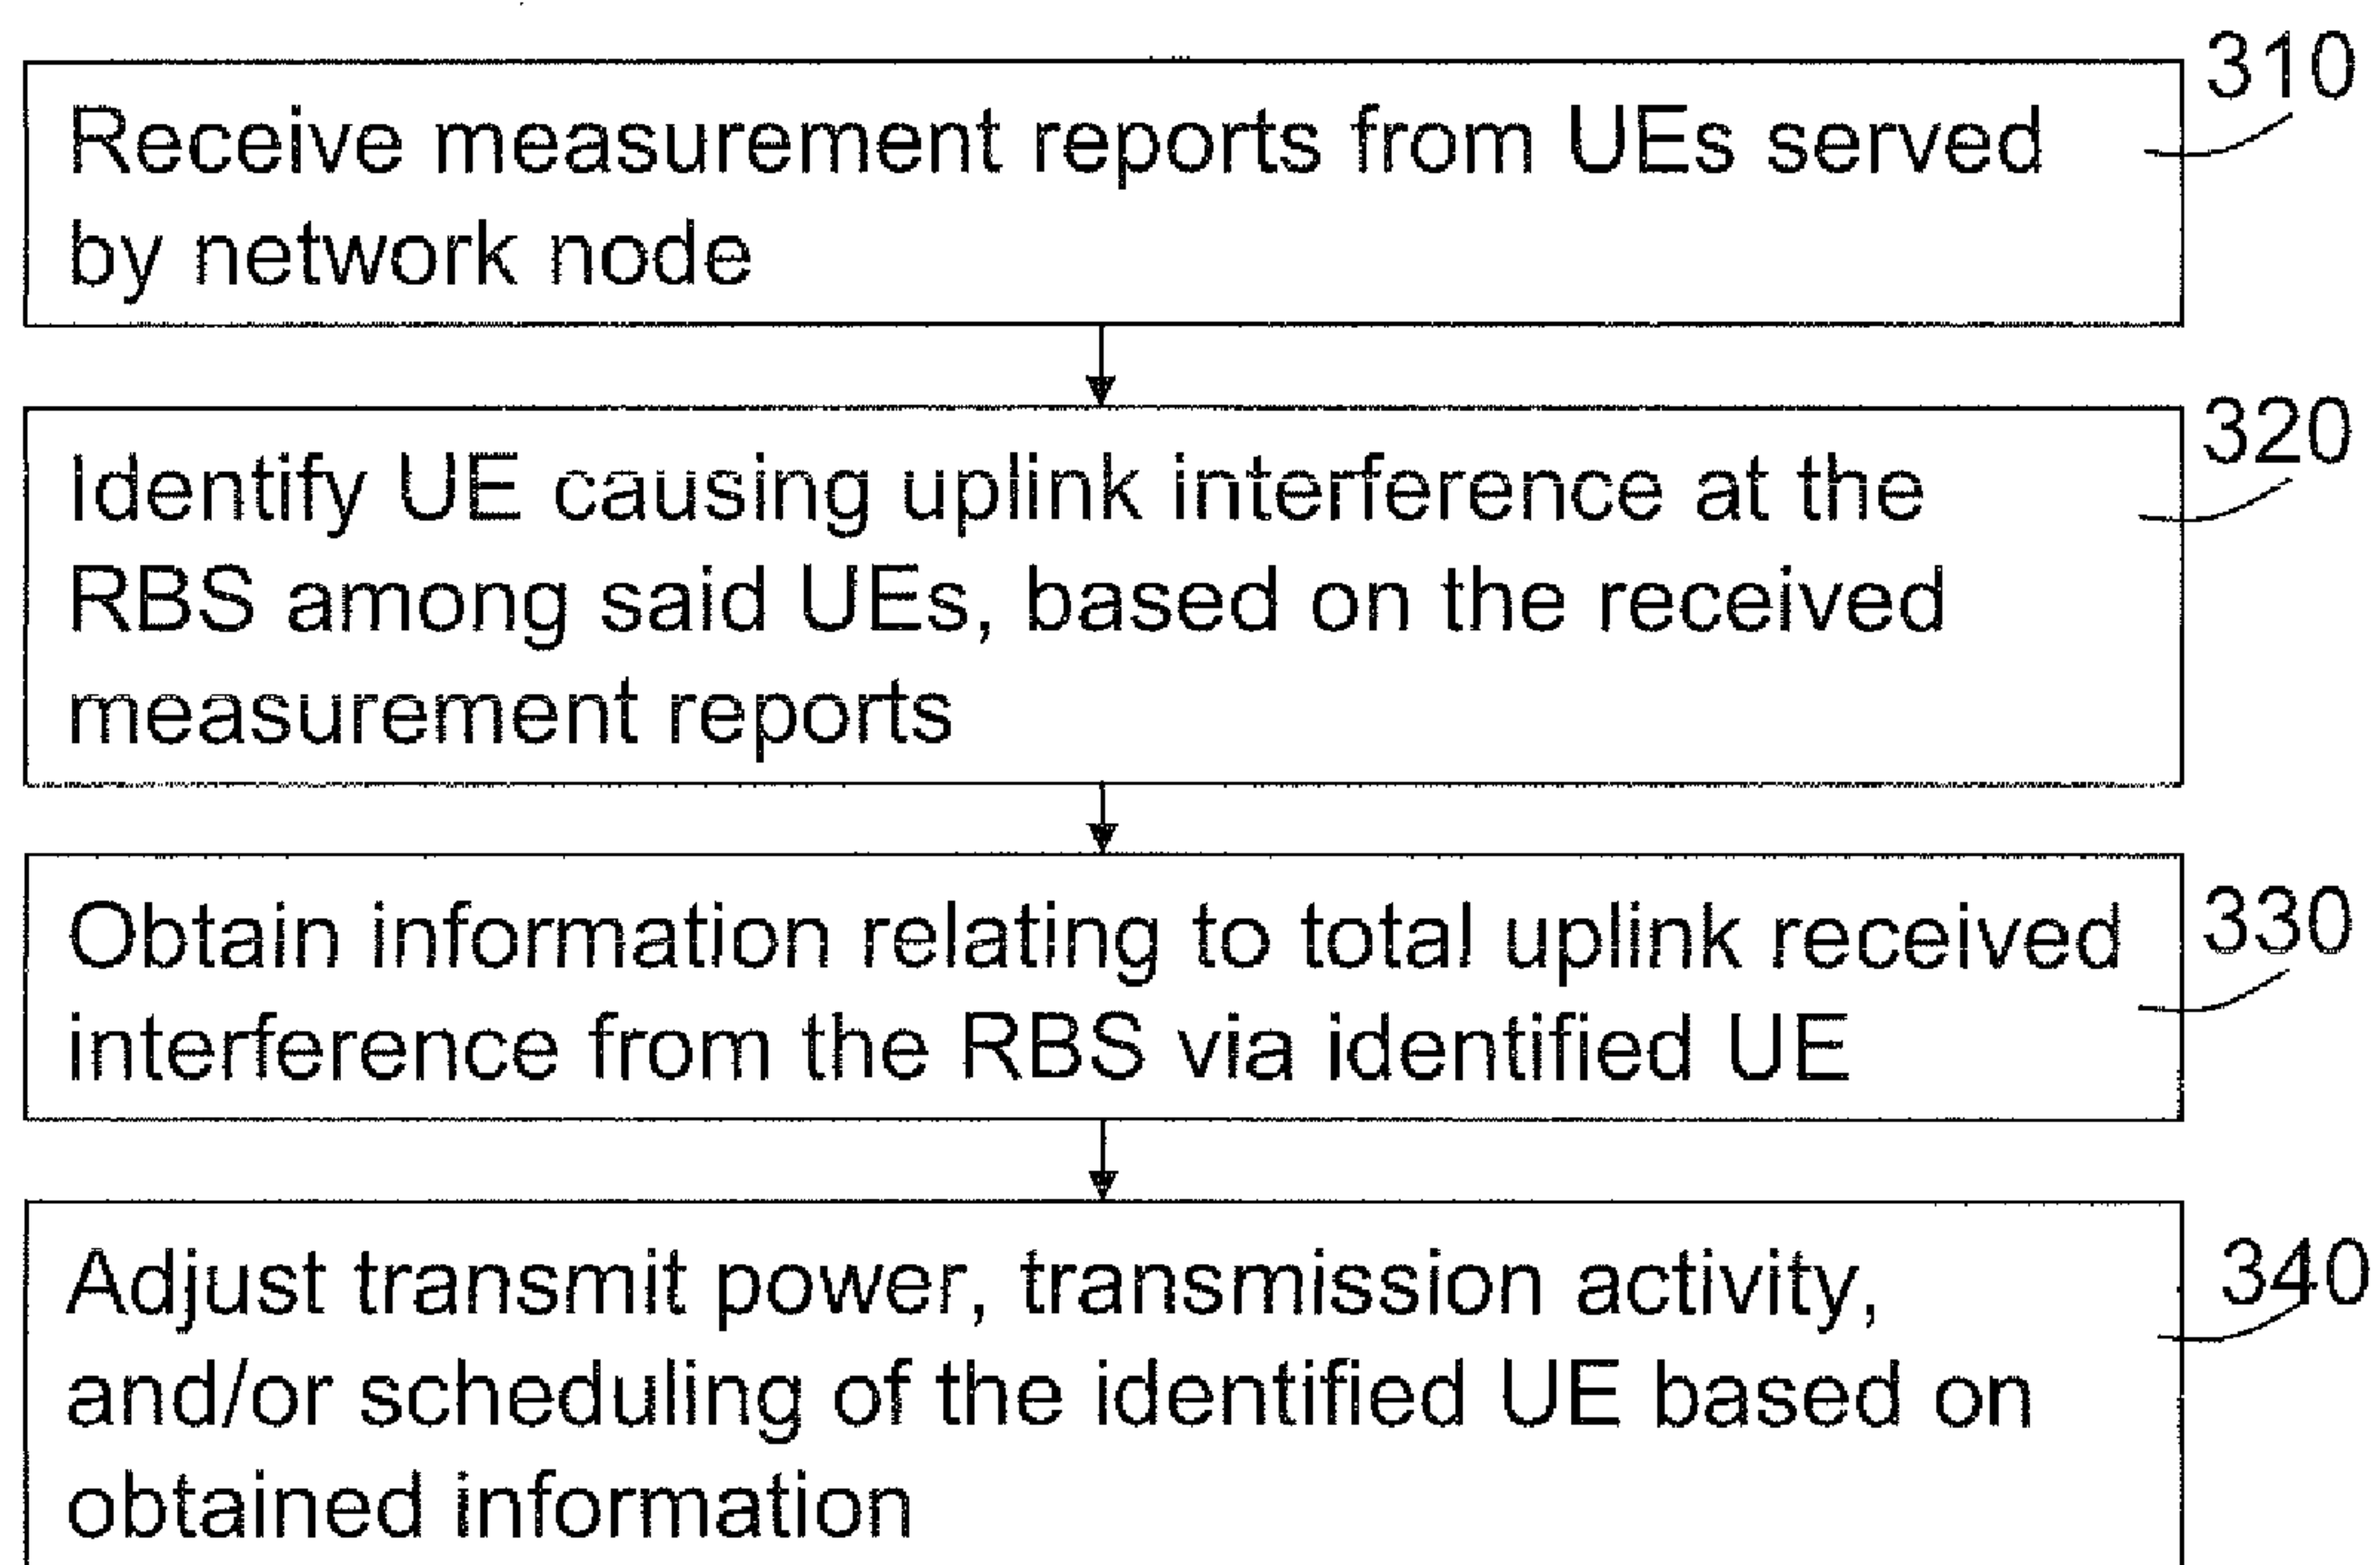 310
Receive measurement reports from UEs served
by network node
320
Identify UE causing uplink interference at the
RBS among said UEs, based on the received
measurement reports
330
Obtain information relating to total uplink received
interference from the RBS via identified UE
340
Adjust transmit power, transmission activity,
and/or scheduling of the identified UE based on
obtained information